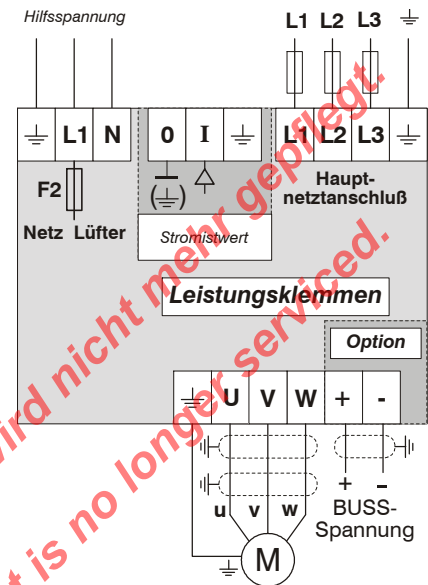 Hilfsspannung
L1 L2 L3
L1 N
0 I
L1 L2 L3
F2
( )
Netz Lüfter
Stromistwert
Haupt-
netztanschluß
Leistungsklemmen
Option
U V W + -
+ -
u v w
BUSS-
Spannung
M
wird nicht mehr gepflegt.
t is no longer serviced.